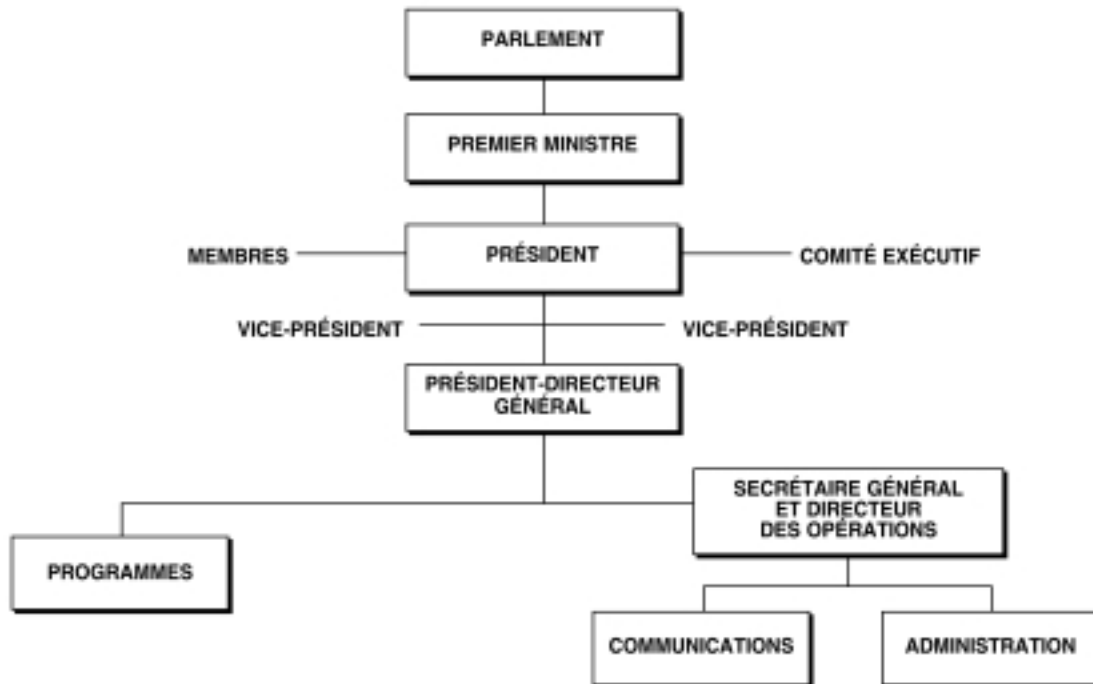 PARLEMENT
PREMIER MINISTRE
MEMBRES
PRÉSIDENT
COMITÉ EXÉCUTIF
VICE-PRÉSIDENT
VICE-PRÉSIDENT
PRÉSIDENT-DIRECTEUR
GÉNÉRAL
SECRÉTAIRE GÉNÉRAL
ET DIRECTEUR
DES OPÉRATIONS
PROGRAMMES
COMMUNICATIONS
ADMINISTRATION